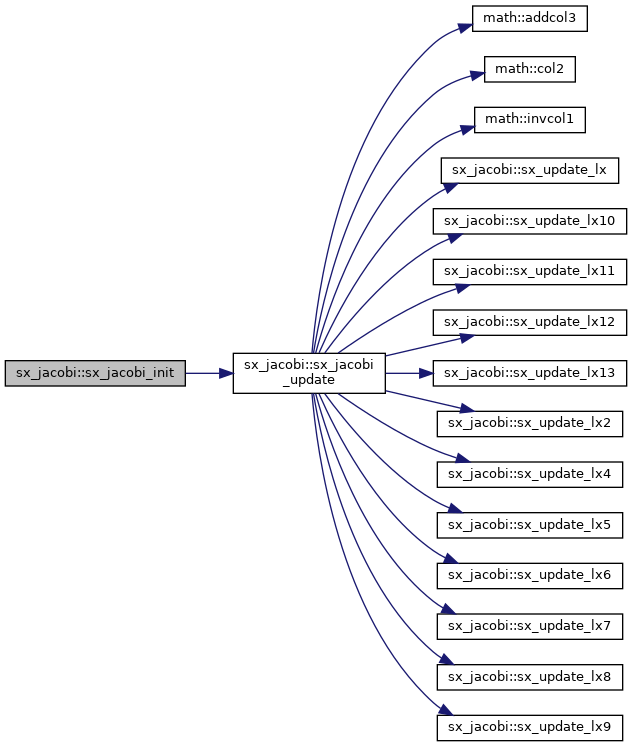 sx_jacobi::sx_jacobi_init
sx_jacobi::sx_jacobi
_update
math::addcol3
math::col2
math::invcol1
sx_jacobi::sx_update_lx
sx_jacobi::sx_update_lx10
sx_jacobi::sx_update_lx11
sx_jacobi::sx_update_lx12
sx_jacobi::sx_update_lx13
sx_jacobi::sx_update_lx2
sx_jacobi::sx_update_lx4
sx_jacobi::sx_update_lx5
sx_jacobi::sx_update_lx6
sx_jacobi::sx_update_lx7
sx_jacobi::sx_update_lx8
sx_jacobi::sx_update_lx9